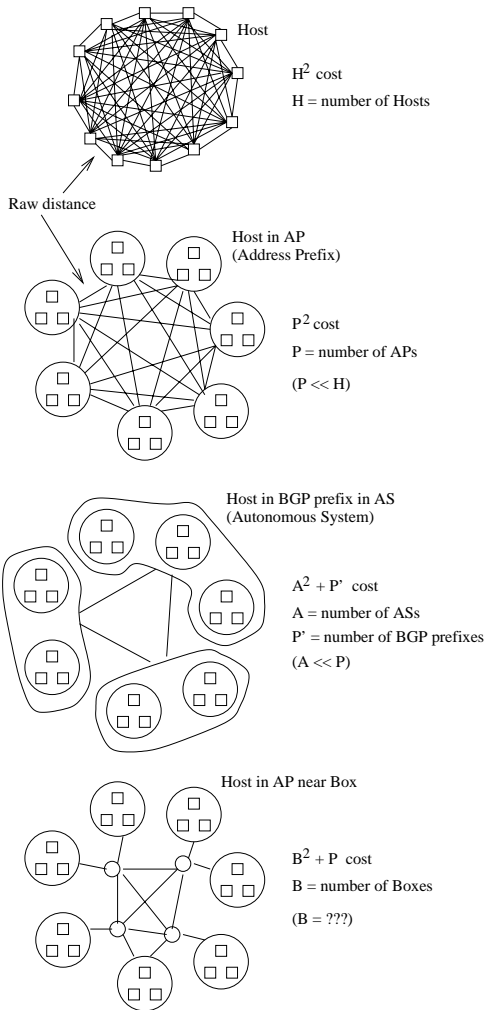 Host
H² cost
H = number of Hosts
Raw distance
Host in AP
(Address Prefix)
P² cost
P = number of APs
(P << H)
Host in BGP prefix in AS
(Autonomous System)
A² + P' cost
A = number of ASs
P' = number of BGP prefixes
(A << P)
Host in AP near Box
B² + P cost
B = number of Boxes
(B = ???)